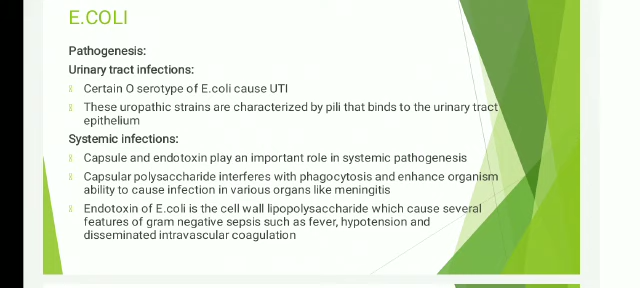 E.COLI
Pathogenesis:
Urinary tract infections:
Certain O serotype of E.coli cause UTI
These uropathic strains are characterized by pili that binds to the urinary tract
epithelium
Systemic infections:
Capsule and endotoxin play an important role in systemic pathogenesis
Capsular polysaccharide interferes with phagocytosis and enhance organism
ability to cause infection in various organs like meningitis
Endotoxin of E.coli is the cell wall lipopolysaccharide which cause several
features of gram negative sepsis such as fever, hypotension and
disseminated intravascular coagulation